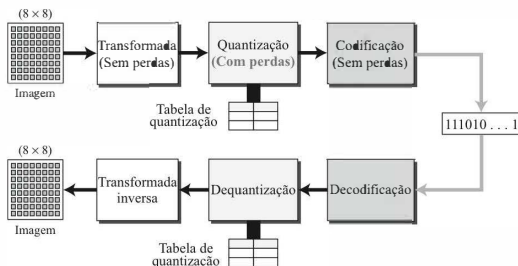 (8 × 8)
Imagem
Transformada
(Sem perdas)
Quantização
(Com perdas)
Codificação
(Sem perdas)
Tabela de
quantização
111010 . . . 1
(8 × 8)
Imagem
Transformada
inversa
Dequantização
Decodificação
Tabela de
quantização